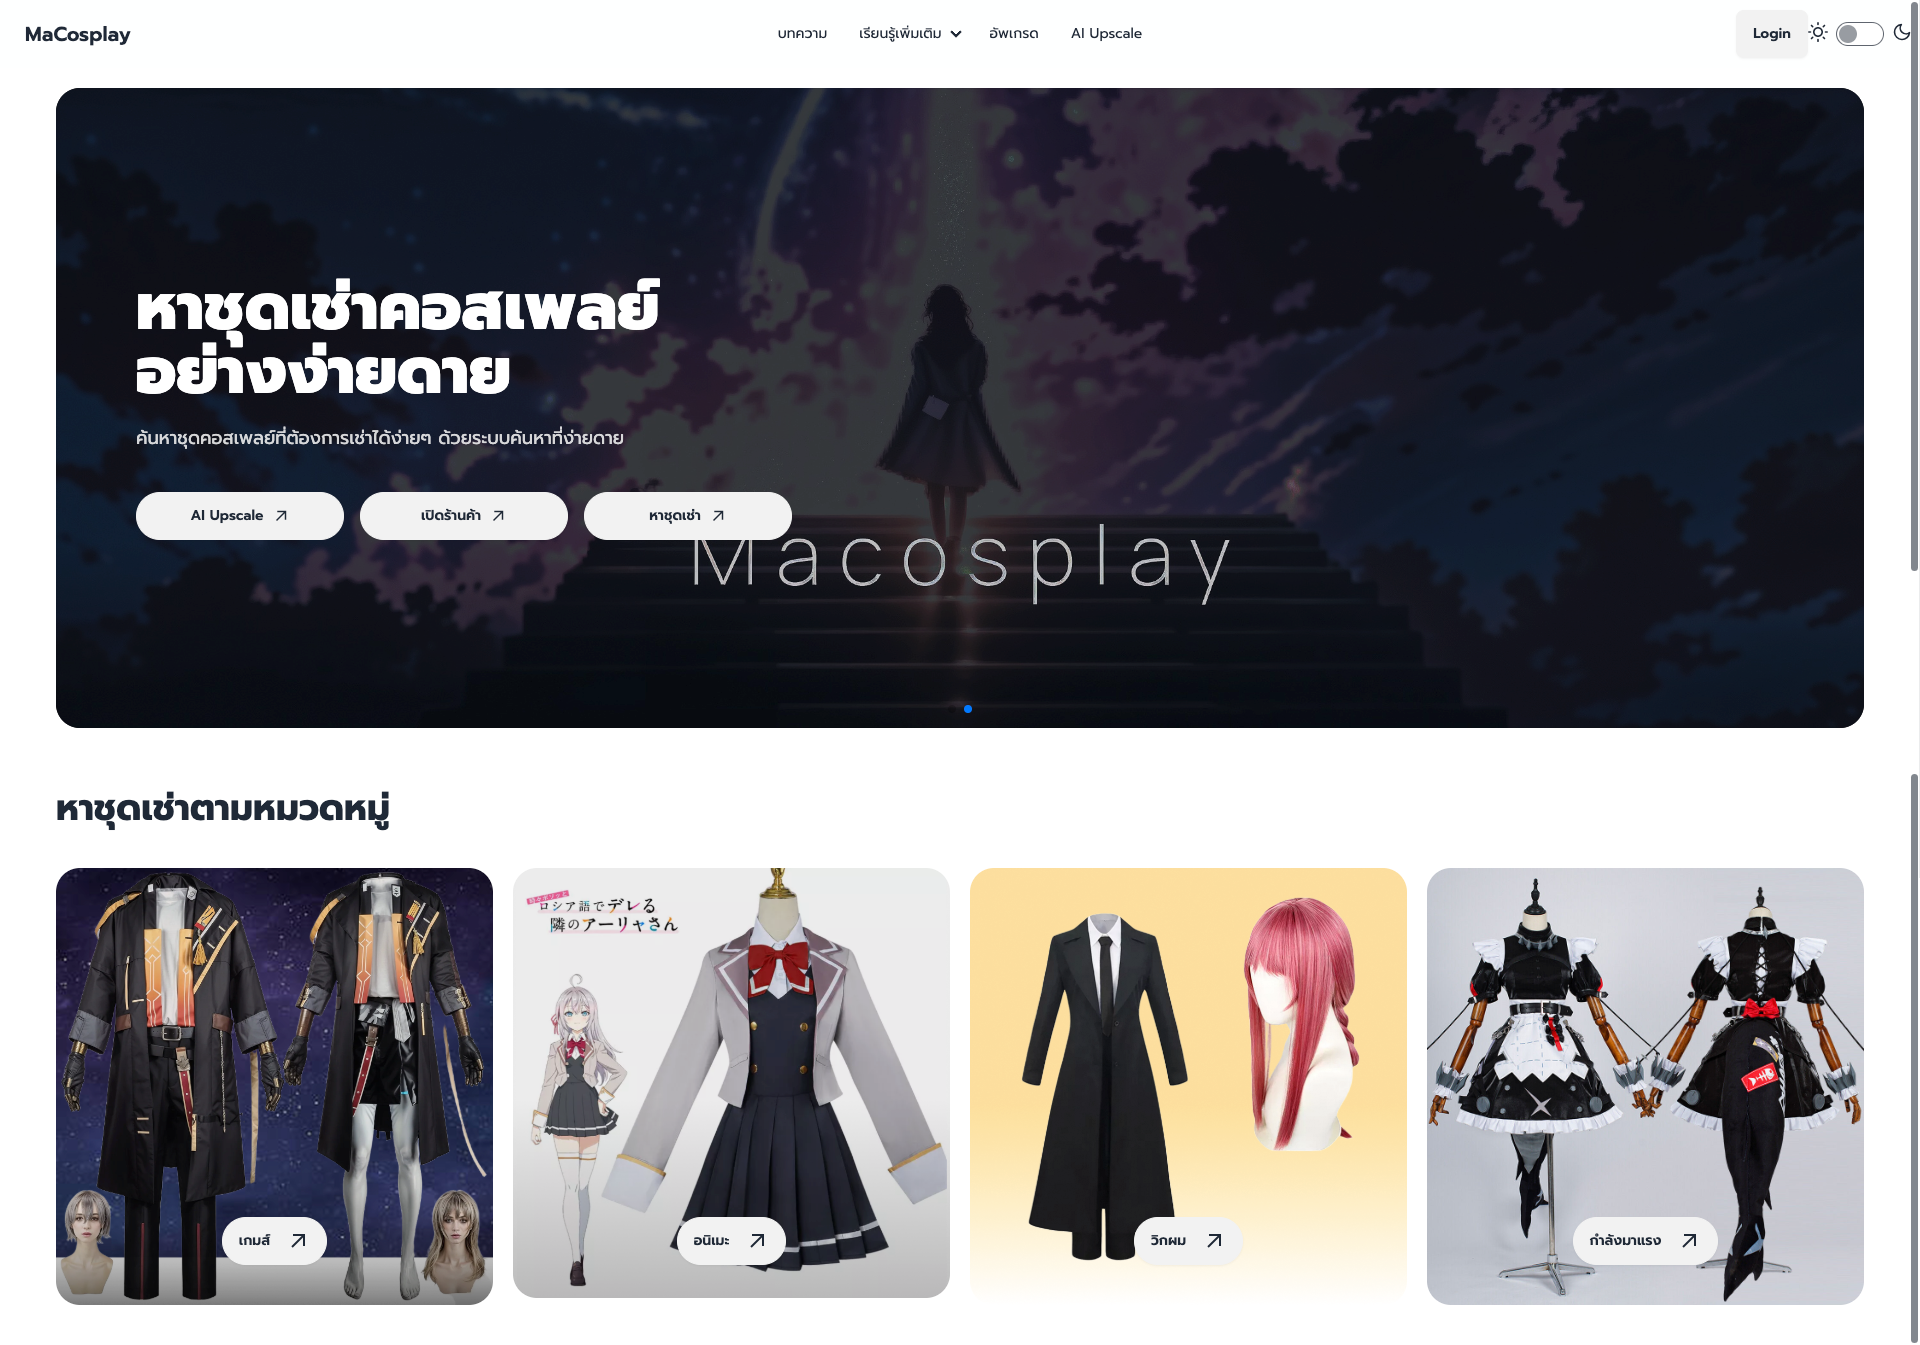 MaCosplay
บทความ
เรียนรู้เพิ่มเติม
อัพเกรด
AI Upscale
Login
หาชุดเช่าคอสเพลย์
อย่างง่ายดาย
ค้นหาชุดคอสเพลย์ที่ต้องการเช่าได้ง่ายๆ ด้วยระบบค้นหาที่ง่ายดาย
AI Upscale
เปิดร้านค้า
หาชุดเช่า
Macosplay
หาชุดเช่าตามหมวดหมู่
ロシア語でデレる
隣のアーリャさん
เกมส์
อนิเมะ
วิกผม
กำลังมาแรง